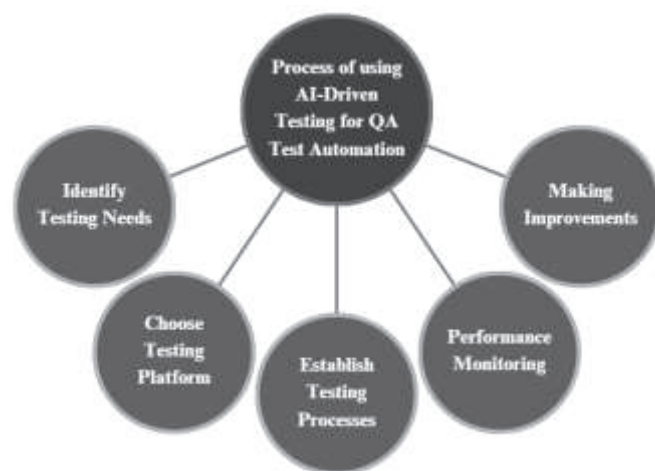 Process of using
AI-Driven
Testing for QA
Test Automation
Identify
Testing Needs
Choose
Testing
Platform
Establish
Testing
Processes
Performance
Monitoring
Making
Improvements